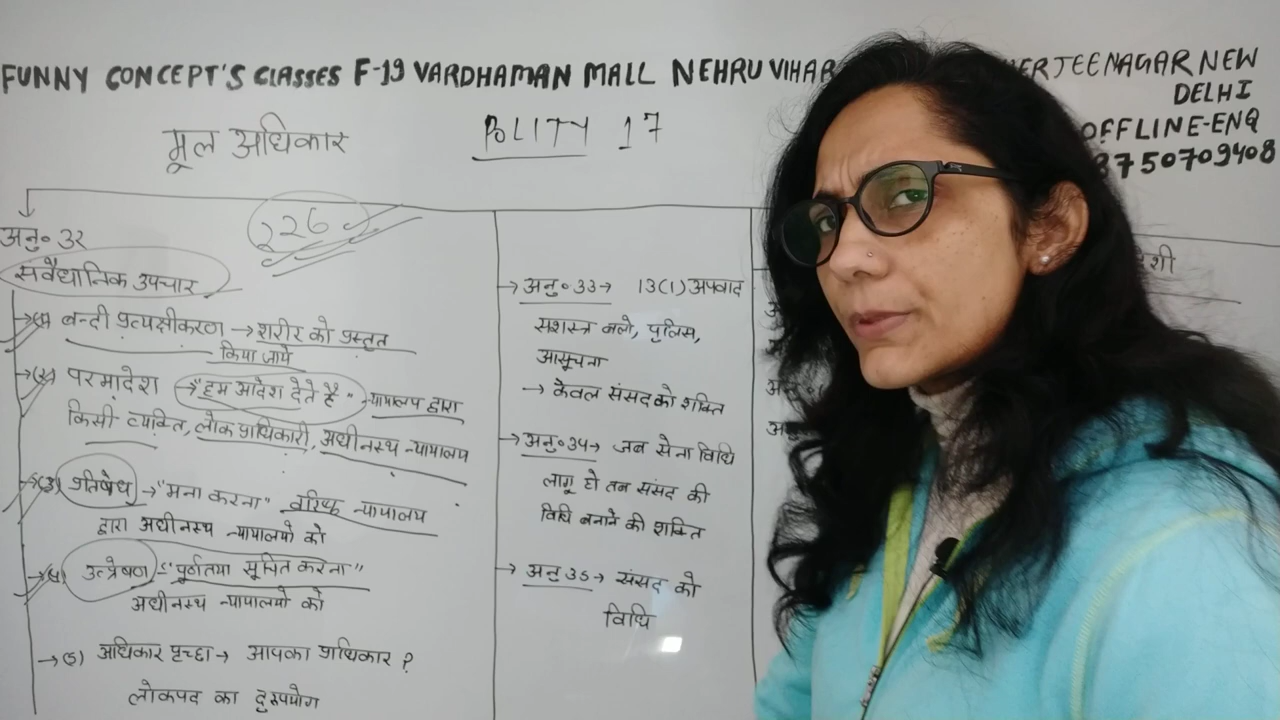 FUNNY CONCEPT'S CLASSES F-19 VARDHAMAN MALL NEHRU VIHAR ERJEE NAGAR NEW
DELHI
OFFLINE-ENQ
8750709408
मूल अधिकार
POLITY 17
अनु॰ 32
226
सवैधानिक उपचार
→(1) बन्दी प्रत्यक्षीकरण → शरीर को प्रस्तुत
किया जाये
→(2) परमादेश →"हम आदेश देते है" न्यायालय द्वारा
किसी व्यक्ति, लोक प्राधिकारी, अधीनस्थ न्यायालय
→(3) प्रतिषेध →"मना करना" वरिष्ठ न्यायालय
द्वारा अधीनस्थ न्यायालयो को
→(4) उत्प्रेषण -"पूर्णतया सूचित करना"
अधीनस्थ न्यायालयो को
→(5) अधिकार पृच्छा → आपका प्राधिकार ?
लोकपद का दुरुपयोग
→ अनु॰33→ 13(1) अपवाद
सशस्त्र बलो, पुलिस,
आसूचना
→ केवल संसद को शक्ति
→ अनु॰34→ जब सेना विधि
लागू हो तब संसद की
विधि बनाने की शक्ति
→ अनु 35→ संसद को
विधि